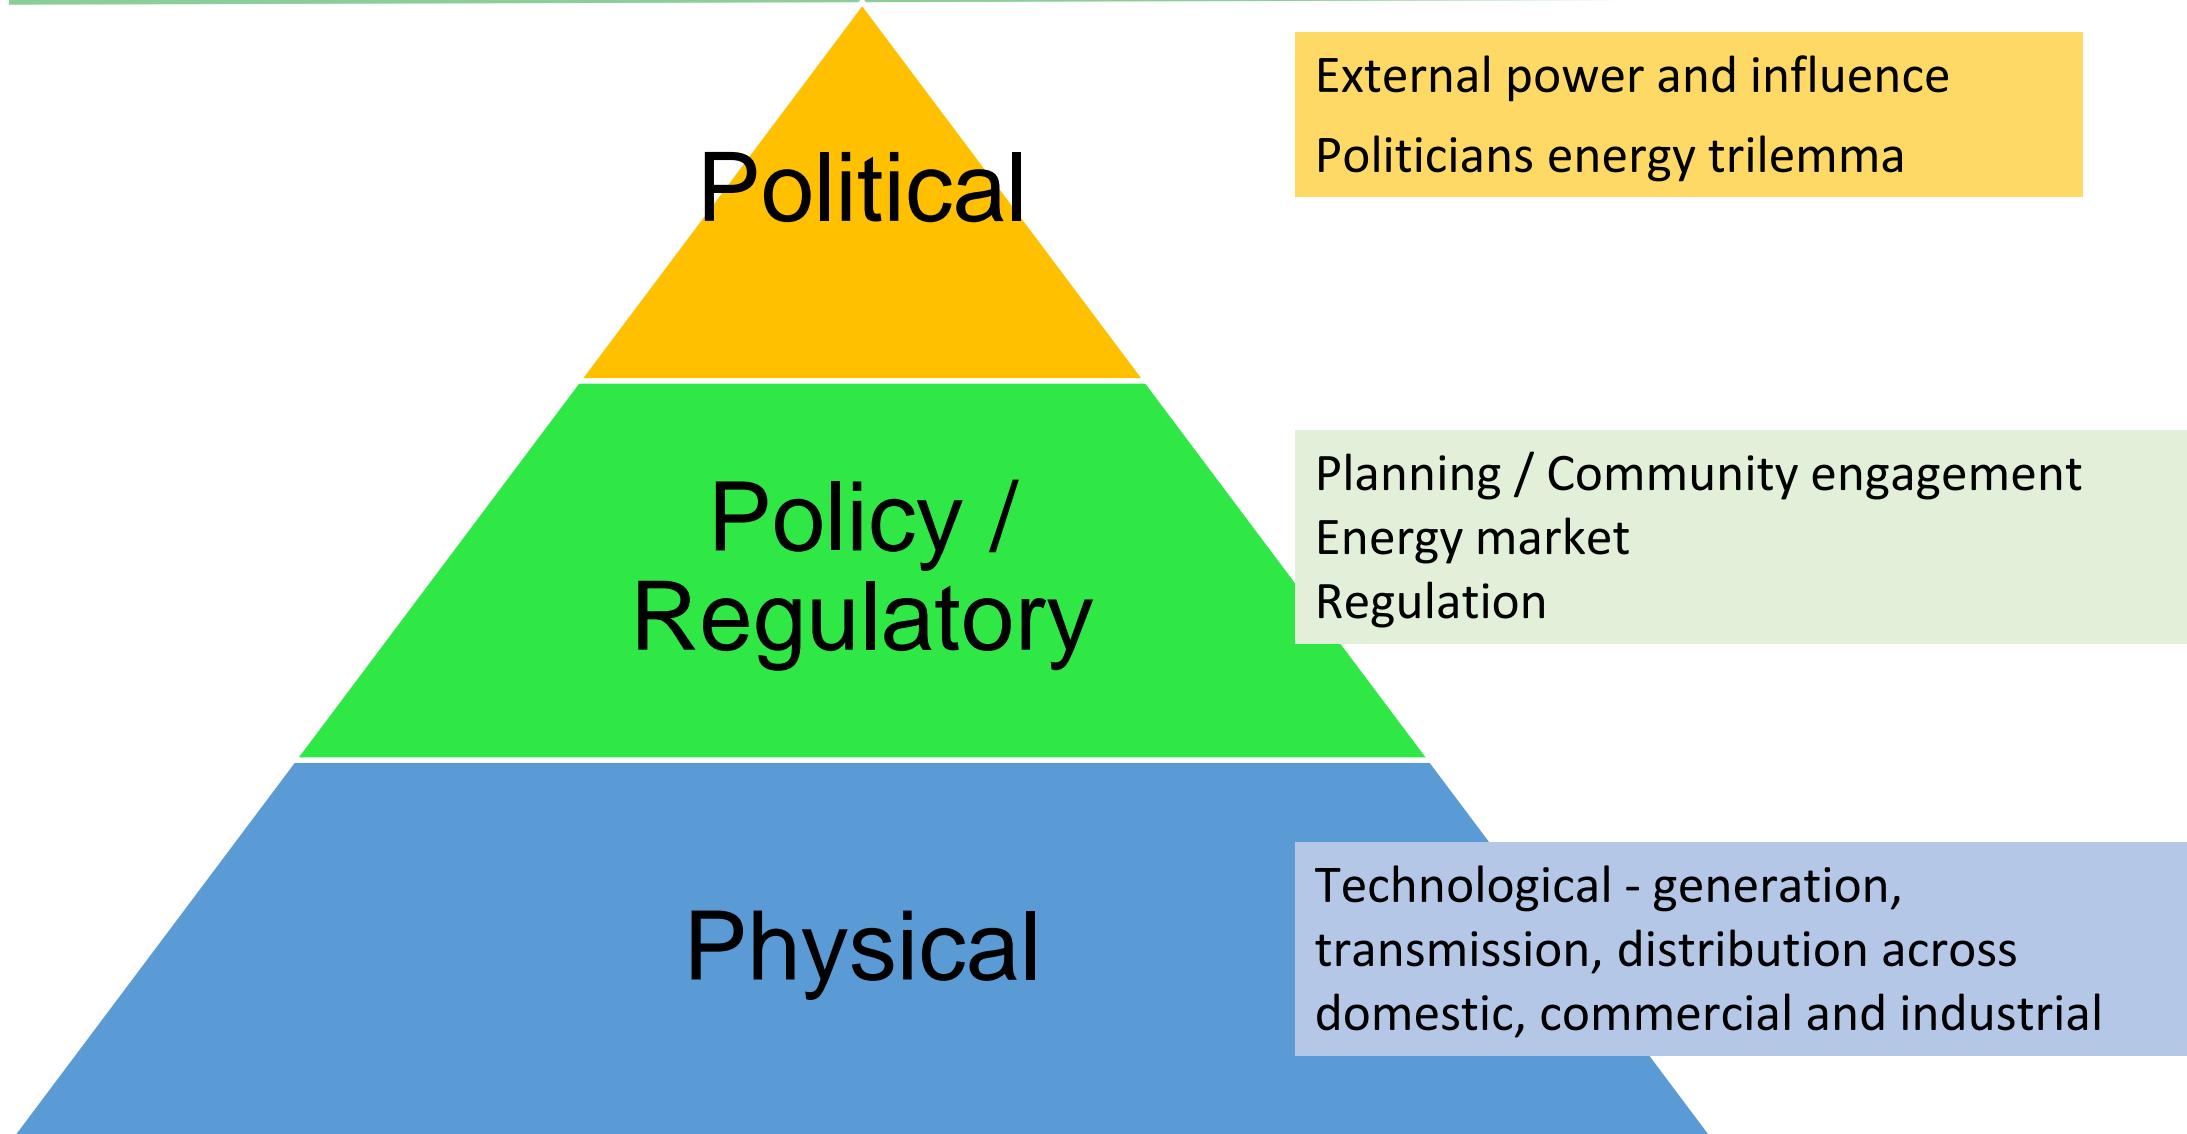 Political
External power and influence
Politicians energy trilemma
Policy /
Regulatory
Planning / Community engagement
Energy market
Regulation
Physical
Technological - generation,
transmission, distribution across
domestic, commercial and industrial